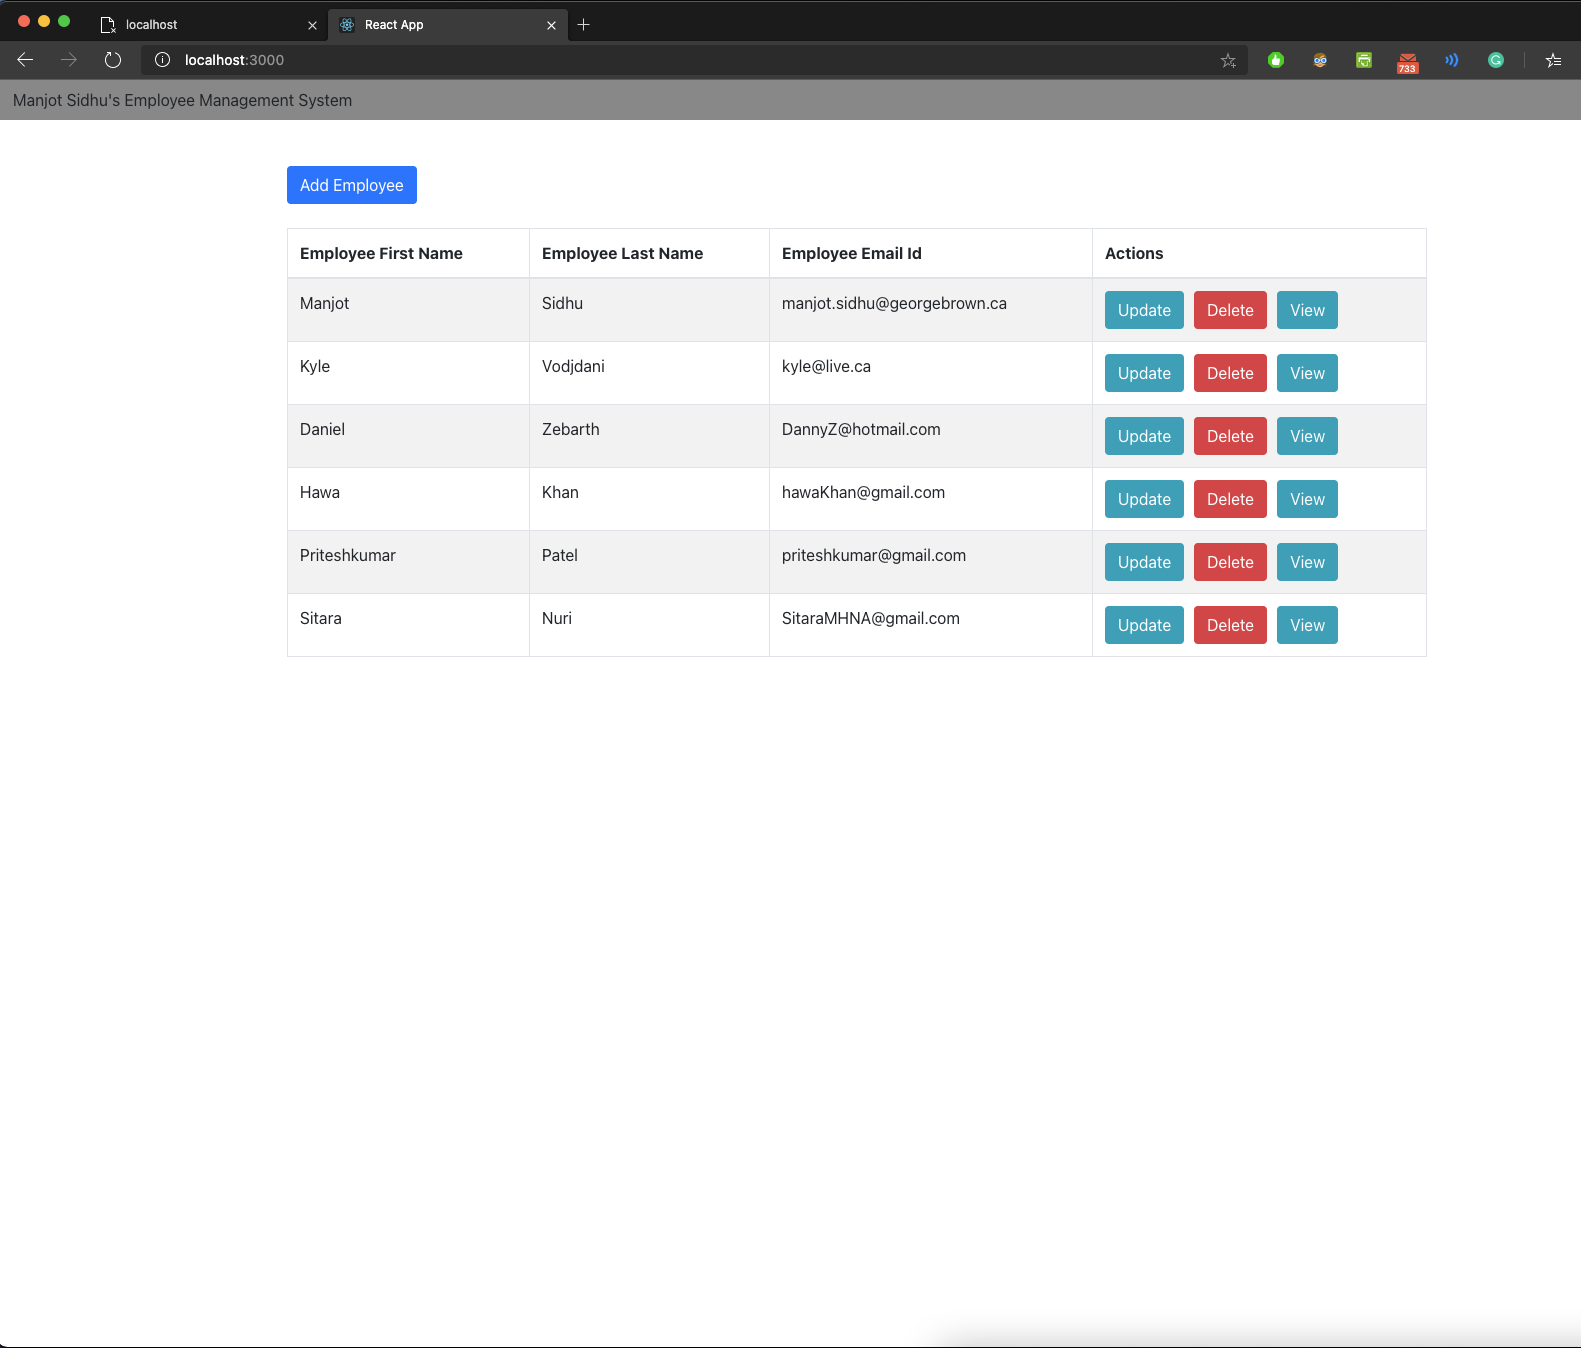 localhost
React App
localhost:3000
733
Manjot Sidhu's Employee Management System
Add Employee
Employee First Name Employee Last Name Employee Email Id Actions
Manjot Sidhu manjot.sidhu@georgebrown.ca Update Delete View
Kyle Vodjdani kyle@live.ca Update Delete View
Daniel Zebarth DannyZ@hotmail.com Update Delete View
Hawa Khan hawaKhan@gmail.com Update Delete View
Priteshkumar Patel priteshkumar@gmail.com Update Delete View
Sitara Nuri SitaraMHNA@gmail.com Update Delete View